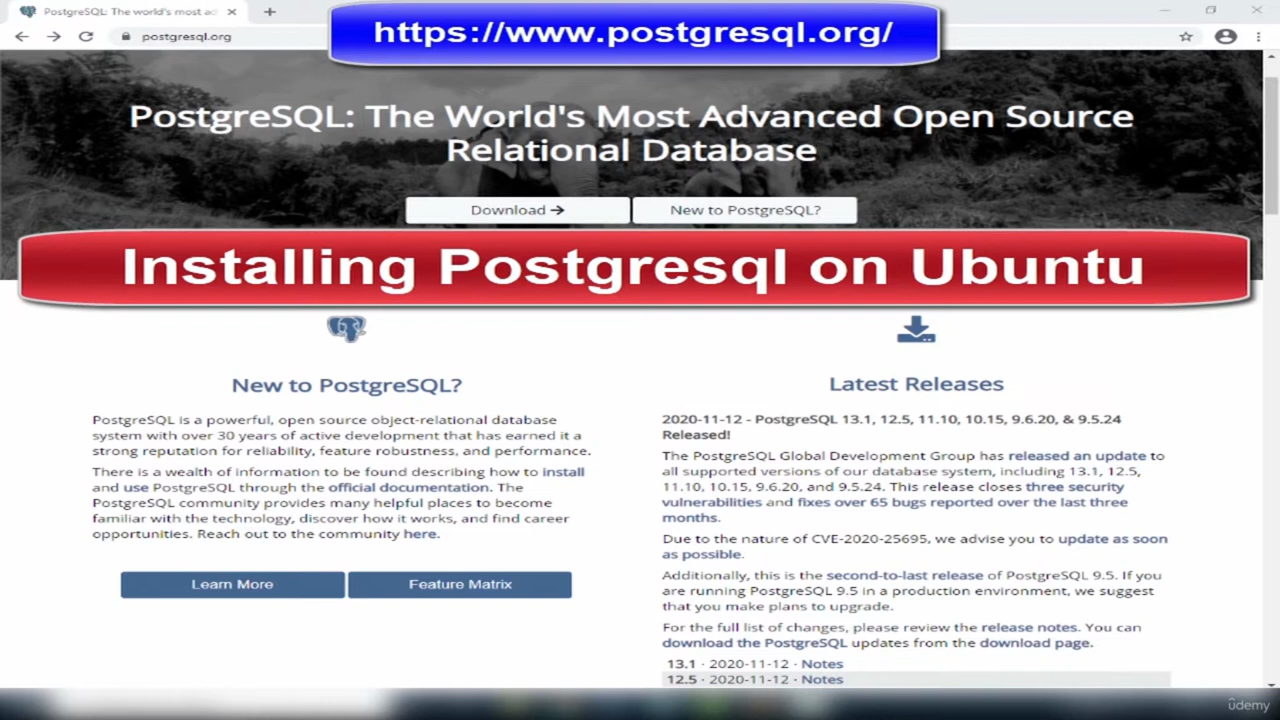 PostgreSQL: The world's most ad
postgresql.org
https://www.postgresql.org/
PostgreSQL: The World's Most Advanced Open Source
Relational Database
Download →
New to PostgreSQL?
Installing Postgresql on Ubuntu
New to PostgreSQL?
PostgreSQL is a powerful, open source object-relational database
system with over 30 years of active development that has earned it a
strong reputation for reliability, feature robustness, and performance.
There is a wealth of information to be found describing how to install
and use PostgreSQL through the official documentation. The
PostgreSQL community provides many helpful places to become
familiar with the technology, discover how it works, and find career
opportunities. Reach out to the community here.
Learn More
Feature Matrix
Latest Releases
2020-11-12 - PostgreSQL 13.1, 12.5, 11.10, 10.15, 9.6.20, & 9.5.24
Released!
The PostgreSQL Global Development Group has released an update to
all supported versions of our database system, including 13.1, 12.5,
11.10, 10.15, 9.6.20, and 9.5.24. This release closes three security
vulnerabilities and fixes over 65 bugs reported over the last three
months.
Due to the nature of CVE-2020-25695, we advise you to update as soon
as possible.
Additionally, this is the second-to-last release of PostgreSQL 9.5. If you
are running PostgreSQL 9.5 in a production environment, we suggest
that you make plans to upgrade.
For the full list of changes, please review the release notes. You can
download the PostgreSQL updates from the download page.
13.1 · 2020-11-12 · Notes
12.5 · 2020-11-12 · Notes
ûdemy